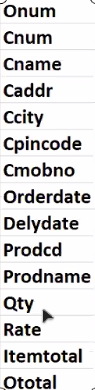 Onum
Cnum
Cname
Caddr
Ccity
Cpincode
Cmobno
Orderdate
Delydate
Prodcd
Prodname
Qty
Rate
Itemtotal
Ototal